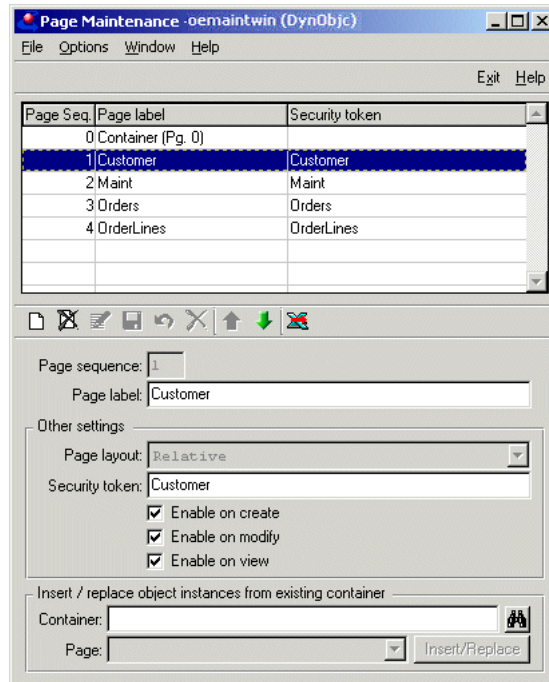 Page Maintenance -oemaintwin (DynObjc)
File Options Window Help
Exit Help
Page Seq. Page label Security token
0 Container (Pg. 0)
1 Customer Customer
2 Maint Maint
3 Orders Orders
4 OrderLines OrderLines
Page sequence: 1
Page label: Customer
Other settings
Page layout: Relative
Security token: Customer
Enable on create
Enable on modify
Enable on view
Insert / replace object instances from existing container
Container:
Page: Insert/Replace